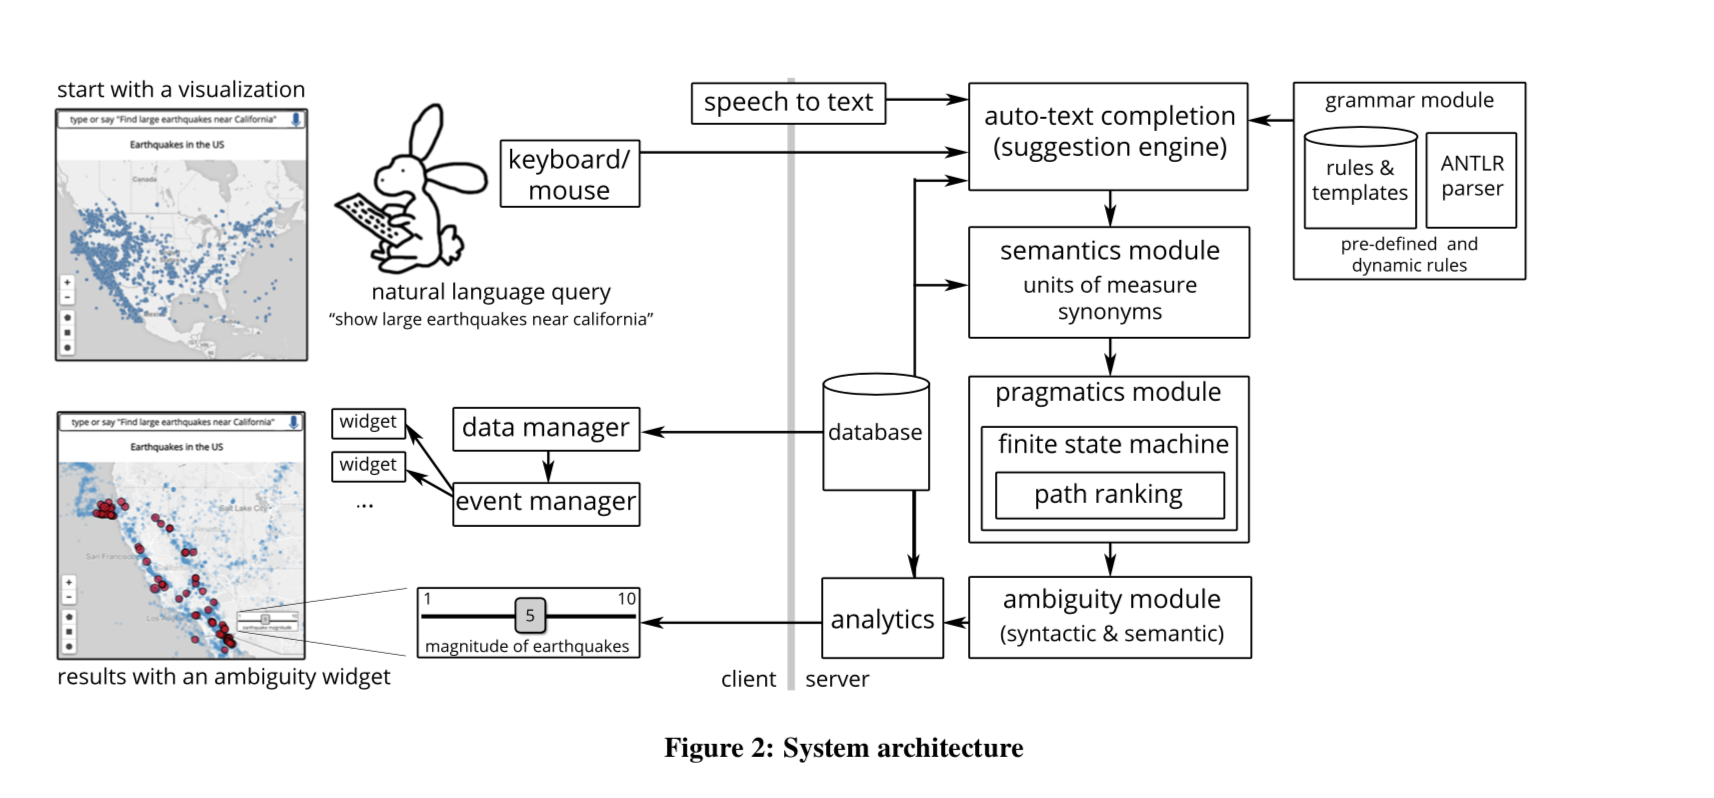 start with a visualization
type or say "Find large earthquakes near California"
Earthquakes in the US
Canada
Mexico
+
−
natural language query
“show large earthquakes near california”
keyboard/
mouse
speech to text
auto-text completion
(suggestion engine)
grammar module
rules &
templates
ANTLR
parser
pre-defined and
dynamic rules
semantics module
units of measure
synonyms
pragmatics module
finite state machine
path ranking
ambiguity module
(syntactic & semantic)
database
analytics
data manager
event manager
widget
widget
...
1
10
5
magnitude of earthquakes
type or say "Find large earthquakes near California"
Earthquakes in the US
Salt Lake City
San Francisco
+
−
earthquake magnitude
results with an ambiguity widget
client
server
Figure 2: System architecture